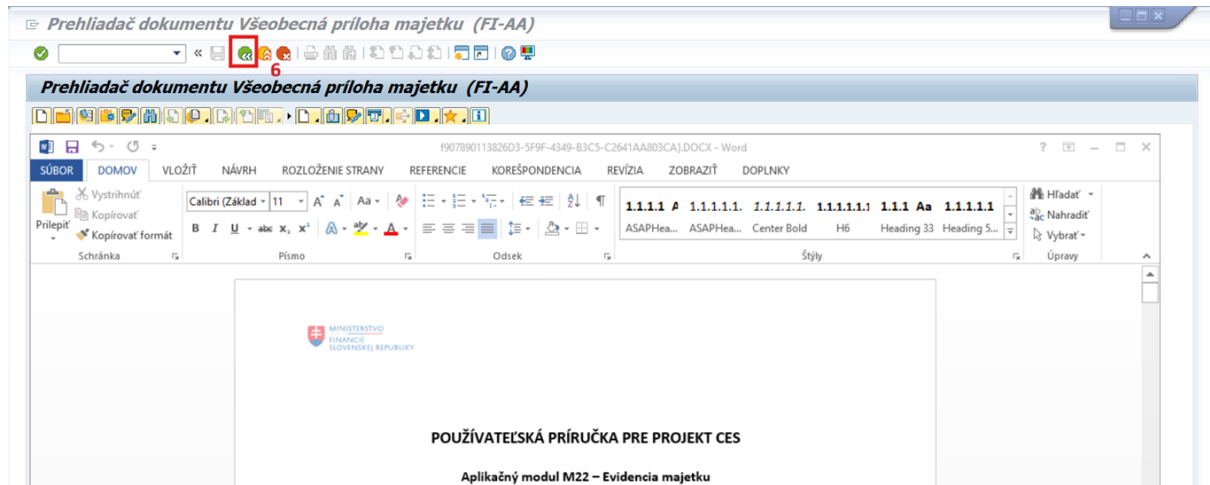 Prehliadač dokumentu Všeobecná príloha majetku (FI-AA)
6
Prehliadač dokumentu Všeobecná príloha majetku (FI-AA)
f907890113826D3-5F9F-4349-B3C5-C2641AA803CA}.DOCX - Word
SÚBOR DOMOV VLOŽIŤ NÁVRH ROZLOŽENIE STRANY REFERENCIE KOREŠPONDENCIA REVÍZIA ZOBRAZIŤ DOPLNKY
Prilepiť
Vystrihnúť
Kopírovať
Kopírovať formát
Schránka
Calibri (Základ 11 A A Aa
B I U abc X₂ X² A A
Písmo
Odsek
1.1.1.1 A 1.1.1.1.1. 1.1.1.1.1. 1.1.1.1.1.1 1.1.1 Aa 1.1.1.1.1
ASAPHea... ASAPHea... Center Bold H6 Heading 33 Heading 5...
Štýly
Hľadať
Nahradiť
Vybrať
Úpravy
MINISTERSTVO
FINANCIÍ
SLOVENSKEJ REPUBLIKY
POUŽÍVATEĽSKÁ PRÍRUČKA PRE PROJEKT CES
Aplikačný modul M22 – Evidencia majetku